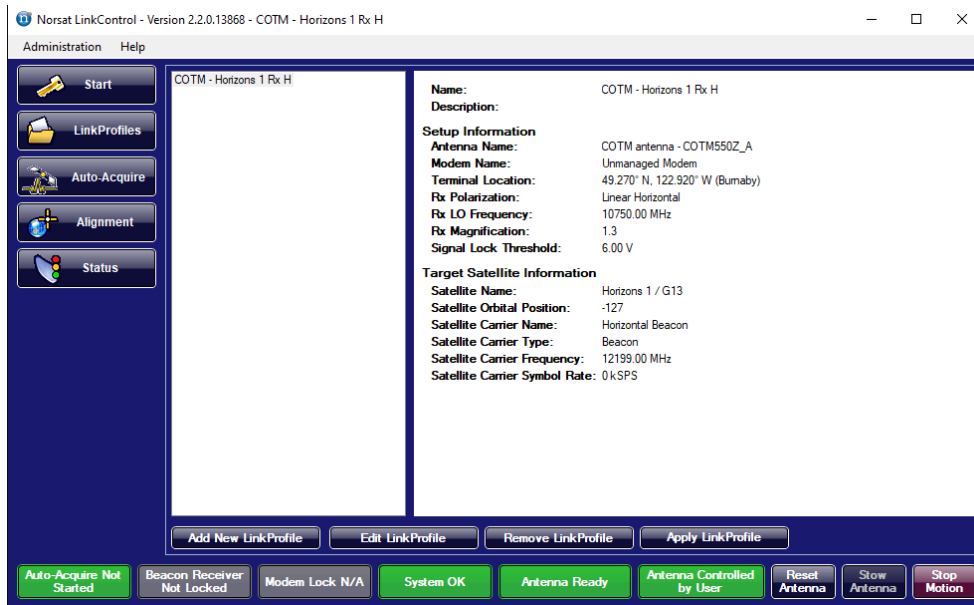 Norsat LinkControl - Version 2.2.0.13868 - COTM - Horizons 1 Rx H
Administration Help
Start
LinkProfiles
Auto-Acquire
Alignment
Status
COTM - Horizons 1 Rx H
Name: COTM - Horizons 1 Rx H
Description:
Setup Information
Antenna Name: COTM antenna - COTM550Z_A
Modem Name: Unmanaged Modem
Terminal Location: 49.270° N, 122.920° W (Burnaby)
Rx Polarization: Linear Horizontal
Rx LO Frequency: 10750.00 MHz
Rx Magnification: 1.3
Signal Lock Threshold: 6.00 V
Target Satellite Information
Satellite Name: Horizons 1 / G13
Satellite Orbital Position: -127
Satellite Carrier Name: Horizontal Beacon
Satellite Carrier Type: Beacon
Satellite Carrier Frequency: 12199.00 MHz
Satellite Carrier Symbol Rate: 0 kSPS
Add New LinkProfile Edit LinkProfile Remove LinkProfile Apply LinkProfile
Auto-Acquire Not
Started
Beacon Receiver
Not Locked
Modem Lock N/A
System OK
Antenna Ready
Antenna Controlled
by User
Reset
Antenna
Stow
Antenna
Stop
Motion